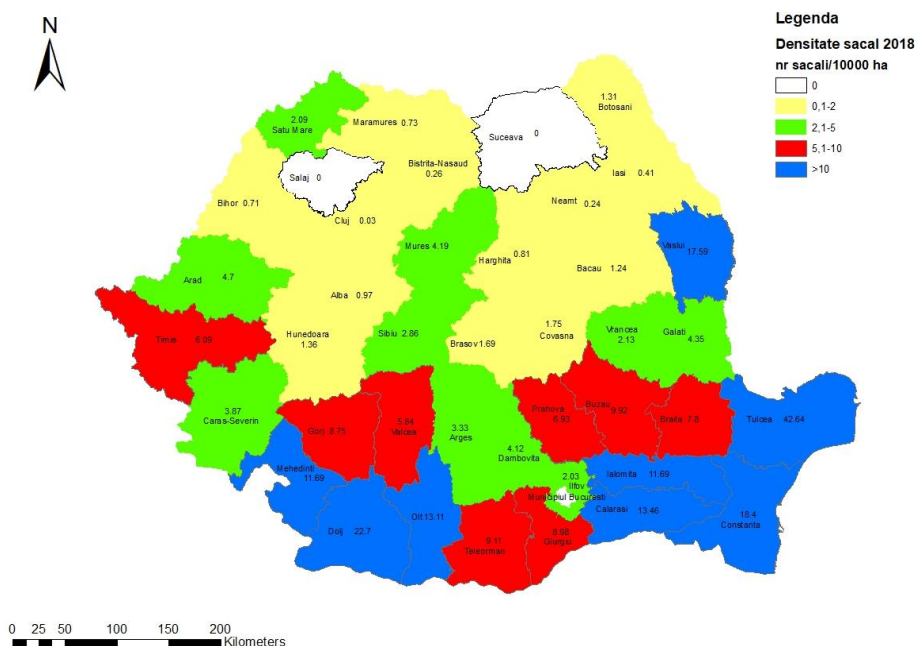 N
Legenda
Densitate sacal 2018
nr sacali/10000 ha
0
0,1-2
2,1-5
5,1-10
>10
1.31
Botosani
2.09
Satu Mare
Maramures 0.73
Suceava 0
Bistrita-Nasaud
0.26
Iasi 0.41
Salaj 0
Neamt 0.24
Bihor 0.71
Cluj 0.03
Mures 4.19
Vaslui 17.59
Harghita 0.81
Bacau 1.24
Arad 4.7
Alba 0.97
1.75
Covasna
Hunedoara
1.36
Sibiu 2.86
Brasov 1.69
Vrancea
2.13
Galati
4.35
Timis 6.09
3.87
Caras-Severin
Gorj 8.75
5.84
Valcea
3.33
Arges
Prahova
6.93
Buzau
9.92
Braila 7.8
Tulcea 42.64
4.12
Dambovita
Mehedinti
11.69
2.03
Ilfov
Municipiul Bucuresti
Ialomita 11.69
Calarasi 13.46
18.4
Constanta
Dolj 22.7
Olt 13.11
9.11
Teleorman
8.98
Giurgiu
0 25 50 100 150 200
Kilometers